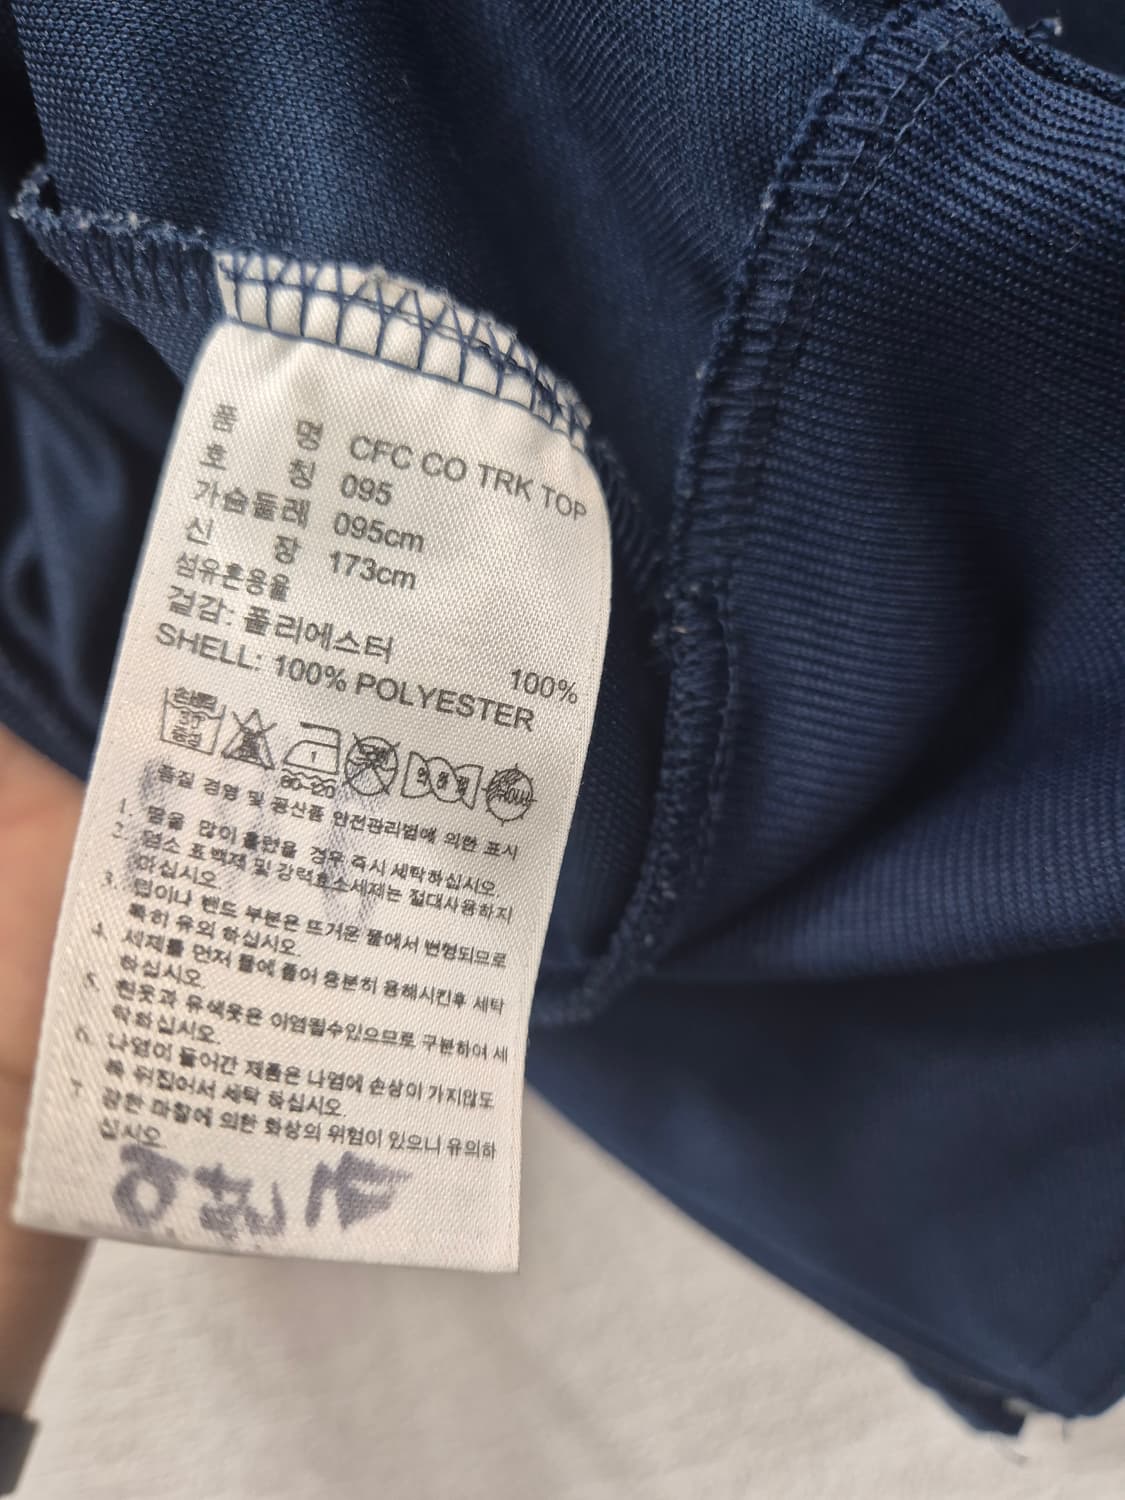 품 명 CFC CO TRK TOP
호 칭 095
가슴둘레 095cm
신 장 173cm
섬유혼용율
겉감: 폴리에스터 100%
SHELL: 100% POLYESTER
손세탁 30 중성 1 80-120
품질 경영 및 공산품 안전관리법에 의한 표시
1. 땀을 많이 흘렸을 경우 즉시 세탁하십시오.
2. 염소 표백제 및 강력효소세제는 절대사용하지
마십시오.
3. 밴드 부분은 뜨거운 물에서 변형되므로
특히 유의 하십시오.
4. 세제를 먼저 물에 풀어 충분히 용해시킨후 세탁
하십시오.
5. 흰옷과 유색옷은 이염될수있으므로 구분하여 세
탁하십시오.
6. 나염이 들어간 제품은 나염에 손상이 가지않도
록 뒤집어서 세탁 하십시오.
7. 강한 마찰에 의한 화상의 위험이 있으니 유의하
십시오